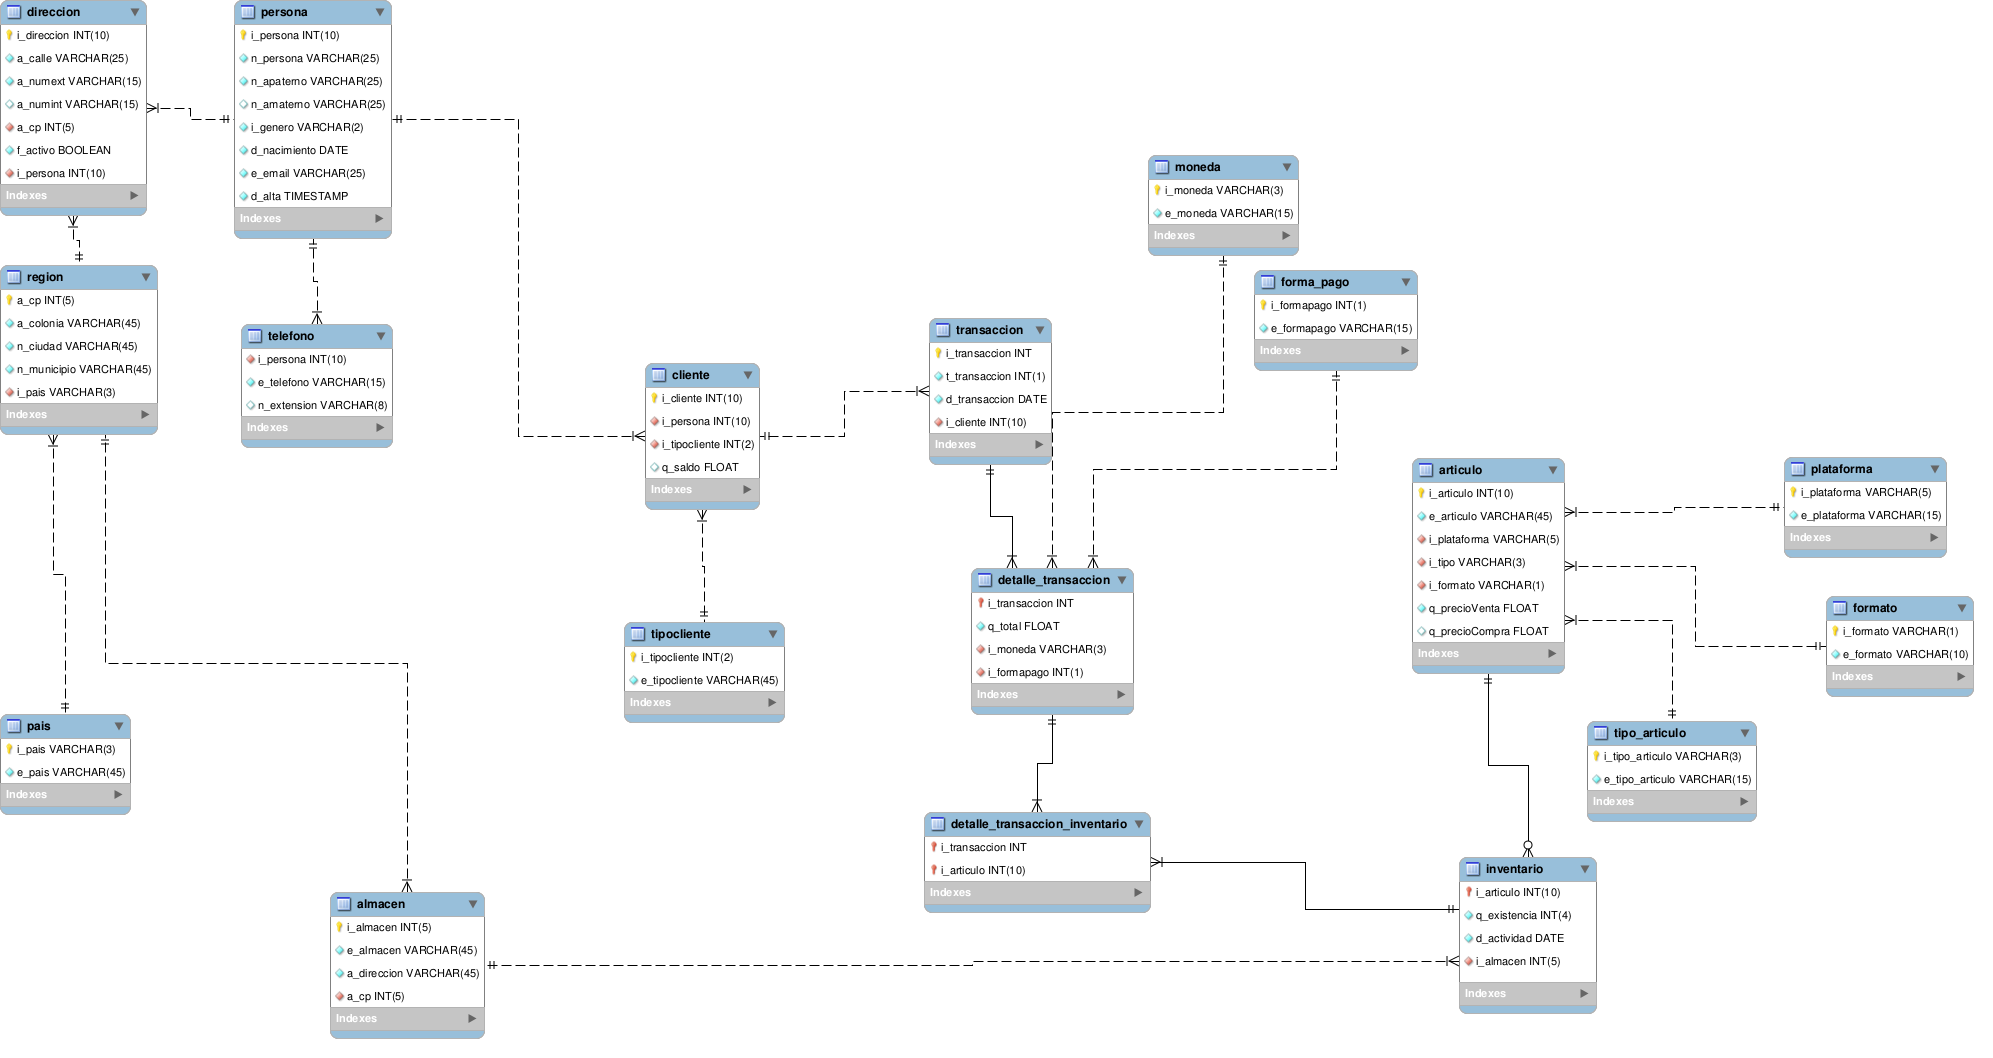 direccion
i_direccion INT(10)
a_calle VARCHAR(25)
a_numext VARCHAR(15)
a_numint VARCHAR(15)
a_cp INT(5)
f_activo BOOLEAN
i_persona INT(10)
Indexes
persona
i_persona INT(10)
n_persona VARCHAR(25)
n_apaterno VARCHAR(25)
n_amaterno VARCHAR(25)
i_genero VARCHAR(2)
d_nacimiento DATE
e_email VARCHAR(25)
d_alta TIMESTAMP
Indexes
region
a_cp INT(5)
a_colonia VARCHAR(45)
n_ciudad VARCHAR(45)
n_municipio VARCHAR(45)
i_pais VARCHAR(3)
Indexes
telefono
i_persona INT(10)
e_telefono VARCHAR(15)
n_extension VARCHAR(8)
Indexes
moneda
i_moneda VARCHAR(3)
e_moneda VARCHAR(15)
Indexes
forma_pago
i_formapago INT(1)
e_formapago VARCHAR(15)
Indexes
transaccion
i_transaccion INT
t_transaccion INT(1)
d_transaccion DATE
i_cliente INT(10)
Indexes
cliente
i_cliente INT(10)
i_persona INT(10)
i_tipocliente INT(2)
q_saldo FLOAT
Indexes
articulo
i_articulo INT(10)
e_articulo VARCHAR(45)
i_plataforma VARCHAR(5)
i_tipo VARCHAR(3)
i_formato VARCHAR(1)
q_precioVenta FLOAT
q_precioCompra FLOAT
Indexes
plataforma
i_plataforma VARCHAR(5)
e_plataforma VARCHAR(15)
Indexes
detalle_transaccion
i_transaccion INT
q_total FLOAT
i_moneda VARCHAR(3)
i_formapago INT(1)
Indexes
formato
i_formato VARCHAR(1)
e_formato VARCHAR(10)
Indexes
tipocliente
i_tipocliente INT(2)
e_tipocliente VARCHAR(45)
Indexes
pais
i_pais VARCHAR(3)
e_pais VARCHAR(45)
Indexes
tipo_articulo
i_tipo_articulo VARCHAR(3)
e_tipo_articulo VARCHAR(15)
Indexes
detalle_transaccion_inventario
i_transaccion INT
i_articulo INT(10)
Indexes
inventario
i_articulo INT(10)
q_existencia INT(4)
d_actividad DATE
i_almacen INT(5)
Indexes
almacen
i_almacen INT(5)
e_almacen VARCHAR(45)
a_direccion VARCHAR(45)
a_cp INT(5)
Indexes